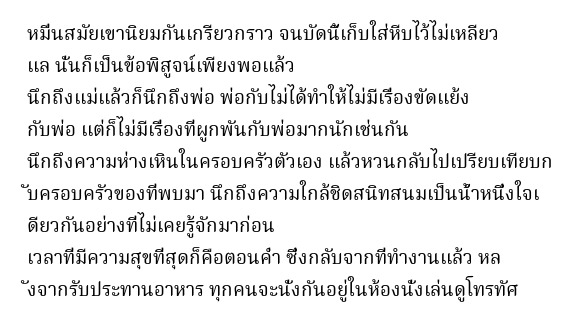 หมื่นสมัยเขานิยมกันเกรียวกราว จนบัดนี้เก็บใส่หีบไว้ไม่เหลียว
แล นั่นก็เป็นข้อพิสูจน์เพียงพอแล้ว
นึกถึงแม่แล้วก็นึกถึงพ่อ พ่อกับไม่ได้ทำให้ไม่มีเรื่องขัดแย้ง
กับพ่อ แต่ก็ไม่มีเรื่องที่ผูกพันกับพ่อมากนักเช่นกัน
นึกถึงความห่างเหินในครอบครัวตัวเอง แล้วหวนกลับไปเปรียบเทียบก
ับครอบครัวของที่พบมา นึกถึงความใกล้ชิดสนิทสนมเป็นน้ำหนึ่งใจเ
ดียวกันอย่างที่ไม่เคยรู้จักมาก่อน
เวลาที่มีความสุขที่สุดก็คือตอนค่ำ ซึ่งกลับจากที่ทำงานแล้ว หล
ังจากรับประทานอาหาร ทุกคนจะนั่งกันอยู่ในห้องนั่งเล่นดูโทรทัศ